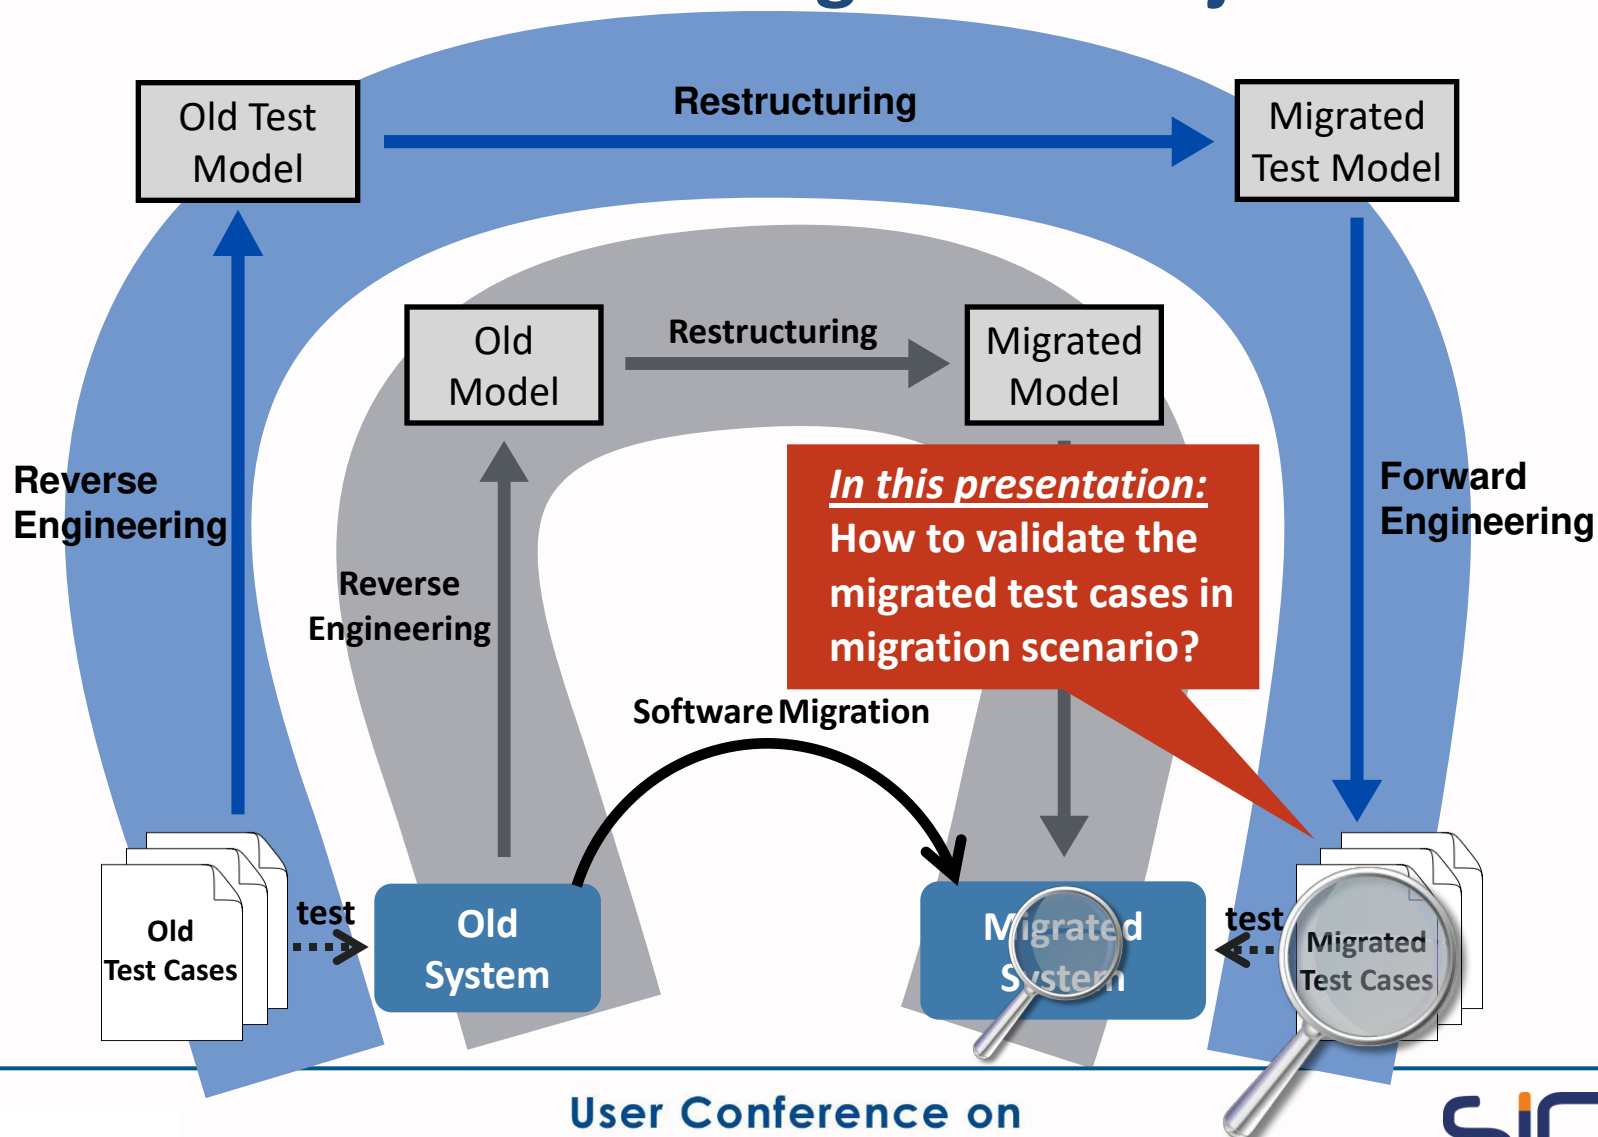 Restructuring
Old Test
Model
Migrated
Test Model
Restructuring
Old
Model
Migrated
Model
Reverse
Engineering
In this presentation:
How to validate the
migrated test cases in
migration scenario?
Forward
Engineering
Reverse
Engineering
Software Migration
Old
Test Cases
test
Old
System
Migrated
System
test
Migrated
Test Cases
User Conference on